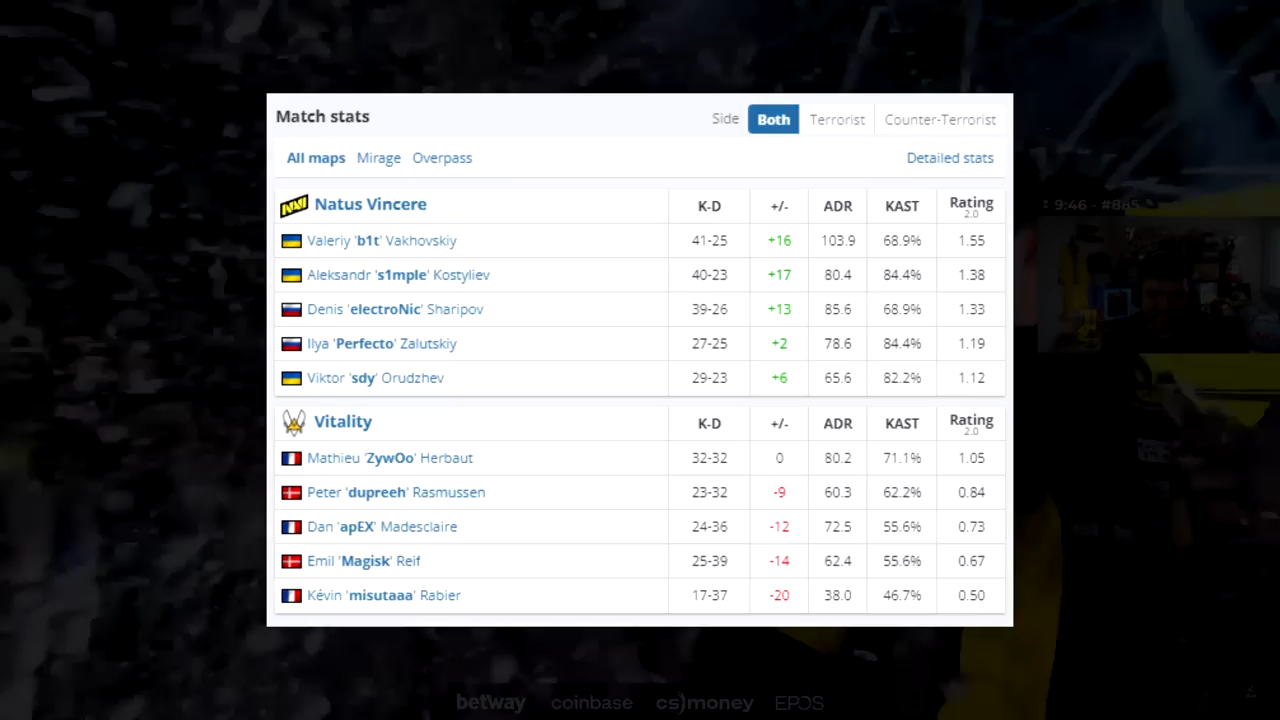 Match stats
Side Both Terrorist Counter-Terrorist
All maps Mirage Overpass Detailed stats
Natus Vincere K-D +/- ADR KAST Rating 2.0
Valeriy 'b1t' Vakhovskiy 41-25 +16 103.9 68.9% 1.55
Aleksandr 's1mple' Kostyliev 40-23 +17 80.4 84.4% 1.38
Denis 'electroNic' Sharipov 39-26 +13 85.6 68.9% 1.33
Ilya 'Perfecto' Zalutskiy 27-25 +2 78.6 84.4% 1.19
Viktor 'sdy' Orudzhev 29-23 +6 65.6 82.2% 1.12
Vitality K-D +/- ADR KAST Rating 2.0
Mathieu 'ZywOo' Herbaut 32-32 0 80.2 71.1% 1.05
Peter 'dupreeh' Rasmussen 23-32 -9 60.3 62.2% 0.84
Dan 'apEX' Madesclaire 24-36 -12 72.5 55.6% 0.73
Emil 'Magisk' Reif 25-39 -14 62.4 55.6% 0.67
Kévin 'misutaaa' Rabier 17-37 -20 38.0 46.7% 0.50
9:46 - #885
betway coinbase cs)money EPOS